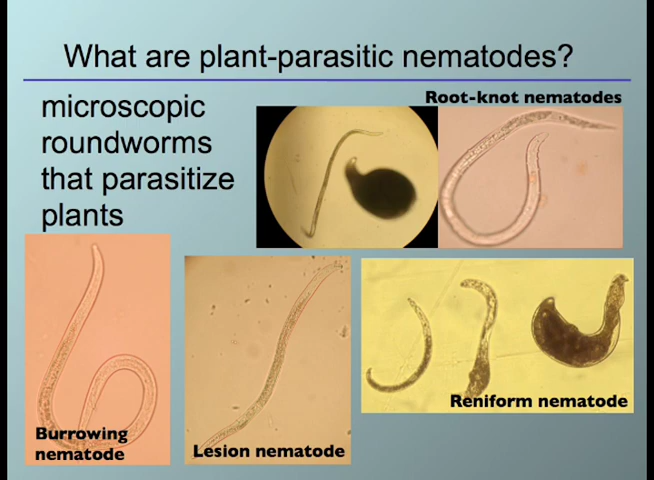 What are plant-parasitic nematodes?
microscopic
roundworms
that parasitize
plants
Root-knot nematodes
Burrowing
nematode
Lesion nematode
Reniform nematode